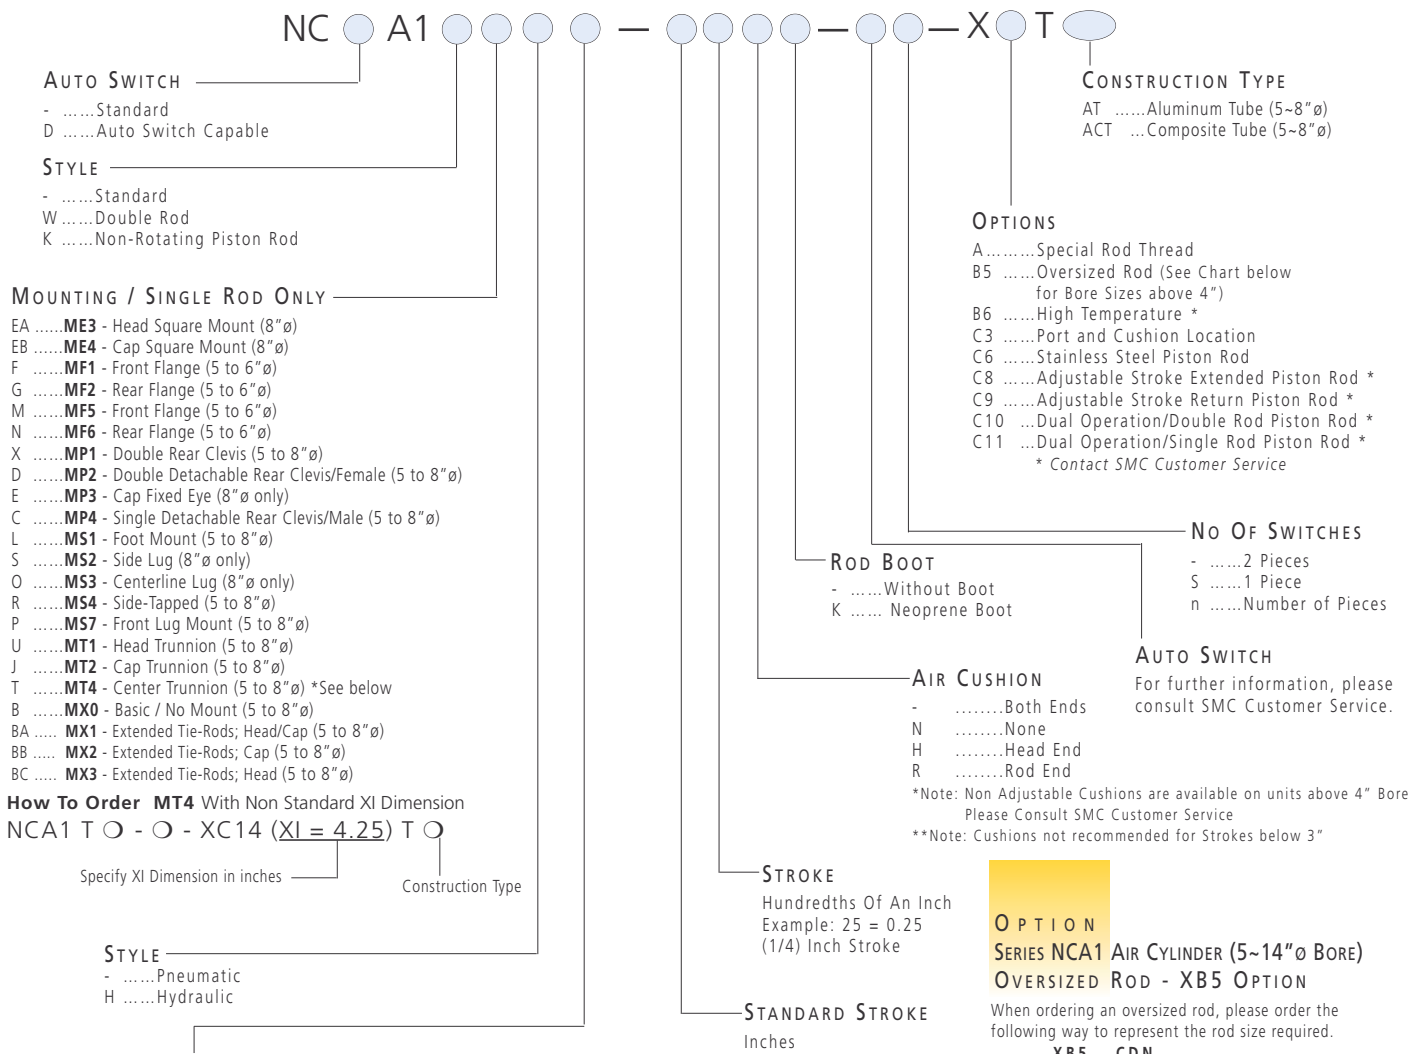 NC A1 – – – X T
AUTO SWITCH
- ......Standard
D ......Auto Switch Capable
STYLE
- ......Standard
W ......Double Rod
K ......Non-Rotating Piston Rod
MOUNTING / SINGLE ROD ONLY
EA ......ME3 - Head Square Mount (8"ø)
EB ......ME4 - Cap Square Mount (8"ø)
F ......MF1 - Front Flange (5 to 6"ø)
G ......MF2 - Rear Flange (5 to 6"ø)
M ......MF5 - Front Flange (5 to 6"ø)
N ......MF6 - Rear Flange (5 to 6"ø)
X ......MP1 - Double Rear Clevis (5 to 8"ø)
D ......MP2 - Double Detachable Rear Clevis/Female (5 to 8"ø)
E ......MP3 - Cap Fixed Eye (8"ø only)
C ......MP4 - Single Detachable Rear Clevis/Male (5 to 8"ø)
L ......MS1 - Foot Mount (5 to 8"ø)
S ......MS2 - Side Lug (8"ø only)
O ......MS3 - Centerline Lug (8"ø only)
R ......MS4 - Side-Tapped (5 to 8"ø)
P ......MS7 - Front Lug Mount (5 to 8"ø)
U ......MT1 - Head Trunnion (5 to 8"ø)
J ......MT2 - Cap Trunnion (5 to 8"ø)
T ......MT4 - Center Trunnion (5 to 8"ø) *See below
B ......MX0 - Basic / No Mount (5 to 8"ø)
BA ..... MX1 - Extended Tie-Rods; Head/Cap (5 to 8"ø)
BB ..... MX2 - Extended Tie-Rods; Cap (5 to 8"ø)
BC ..... MX3 - Extended Tie-Rods; Head (5 to 8"ø)
How To Order MT4 With Non Standard XI Dimension
NCA1 T ❍ - ❍ - XC14 (XI = 4.25) T ❍
Specify XI Dimension in inches
Construction Type
STYLE
- ......Pneumatic
H ......Hydraulic
CONSTRUCTION TYPE
AT ......Aluminum Tube (5~8"ø)
ACT ...Composite Tube (5~8"ø)
OPTIONS
A.........Special Rod Thread
B5 ......Oversized Rod (See Chart below
for Bore Sizes above 4")
B6 ......High Temperature *
C3 ......Port and Cushion Location
C6 ......Stainless Steel Piston Rod
C8 ......Adjustable Stroke Extended Piston Rod *
C9 ......Adjustable Stroke Return Piston Rod *
C10 ...Dual Operation/Double Rod Piston Rod *
C11 ...Dual Operation/Single Rod Piston Rod *
* Contact SMC Customer Service
NO OF SWITCHES
- ......2 Pieces
S ......1 Piece
n ......Number of Pieces
ROD BOOT
- ......Without Boot
K ...... Neoprene Boot
AUTO SWITCH
For further information, please
consult SMC Customer Service.
AIR CUSHION
- ........Both Ends
N ........None
H ........Head End
R ........Rod End
*Note: Non Adjustable Cushions are available on units above 4" Bore
Please Consult SMC Customer Service
**Note: Cushions not recommended for Strokes below 3"
STROKE
Hundredths Of An Inch
Example: 25 = 0.25
(1/4) Inch Stroke
STANDARD STROKE
Inches
OPTION
SERIES NCA1 AIR CYLINDER (5~14"Ø BORE)
OVERSIZED ROD - XB5 OPTION
When ordering an oversized rod, please order the
following way to represent the rod size required.
XB5 CDN